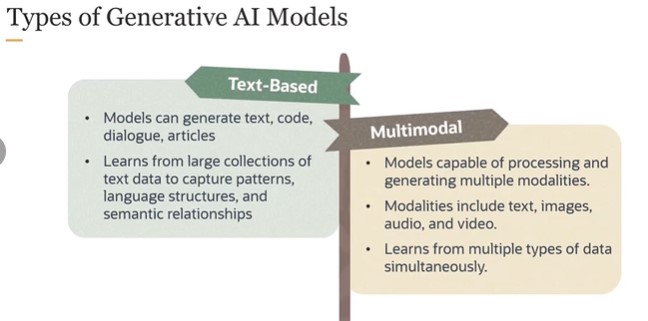 Types of Generative AI Models
Text-Based
• Models can generate text, code,
dialogue, articles
• Learns from large collections of
text data to capture patterns,
language structures, and
semantic relationships
Multimodal
• Models capable of processing and
generating multiple modalities.
• Modalities include text, images,
audio, and video.
• Learns from multiple types of data
simultaneously.